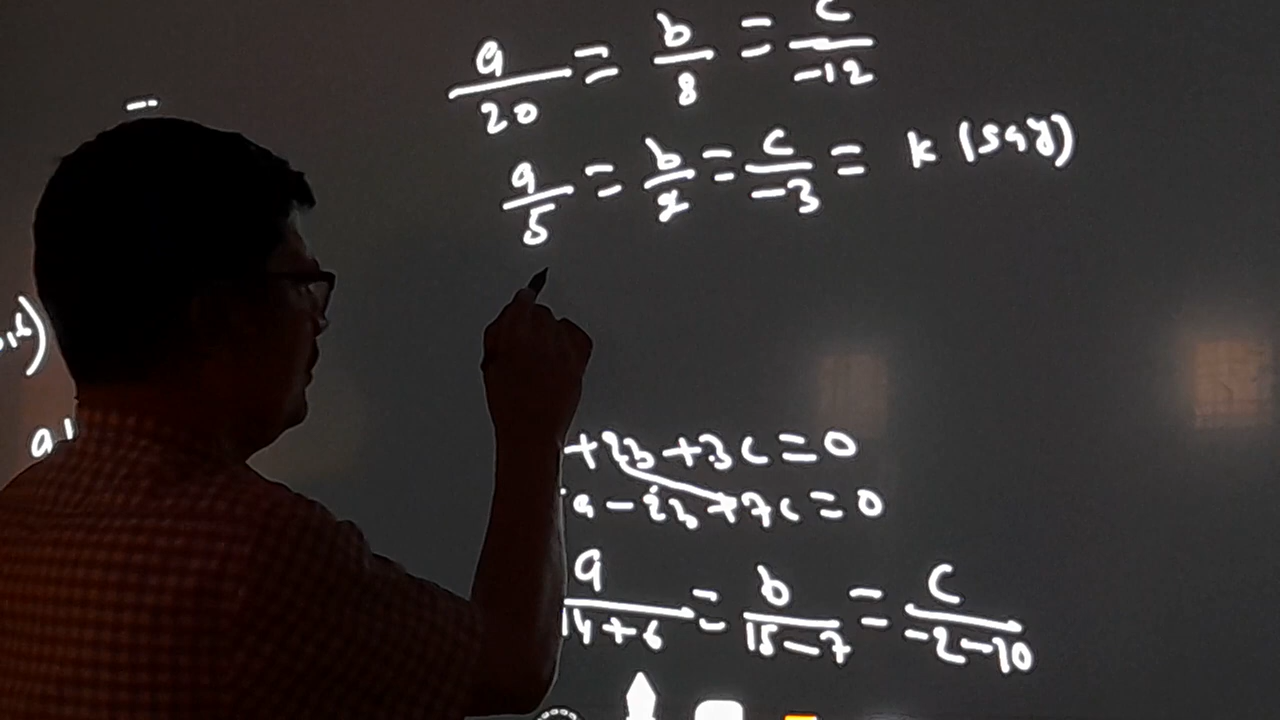 a/20 = b/8 = c/-12
a/5 = b/2 = c/-3 = k (say)
+2b+3c=0
a-2b+7c=0
a/14+6 = b/15-7 = c/-2-10